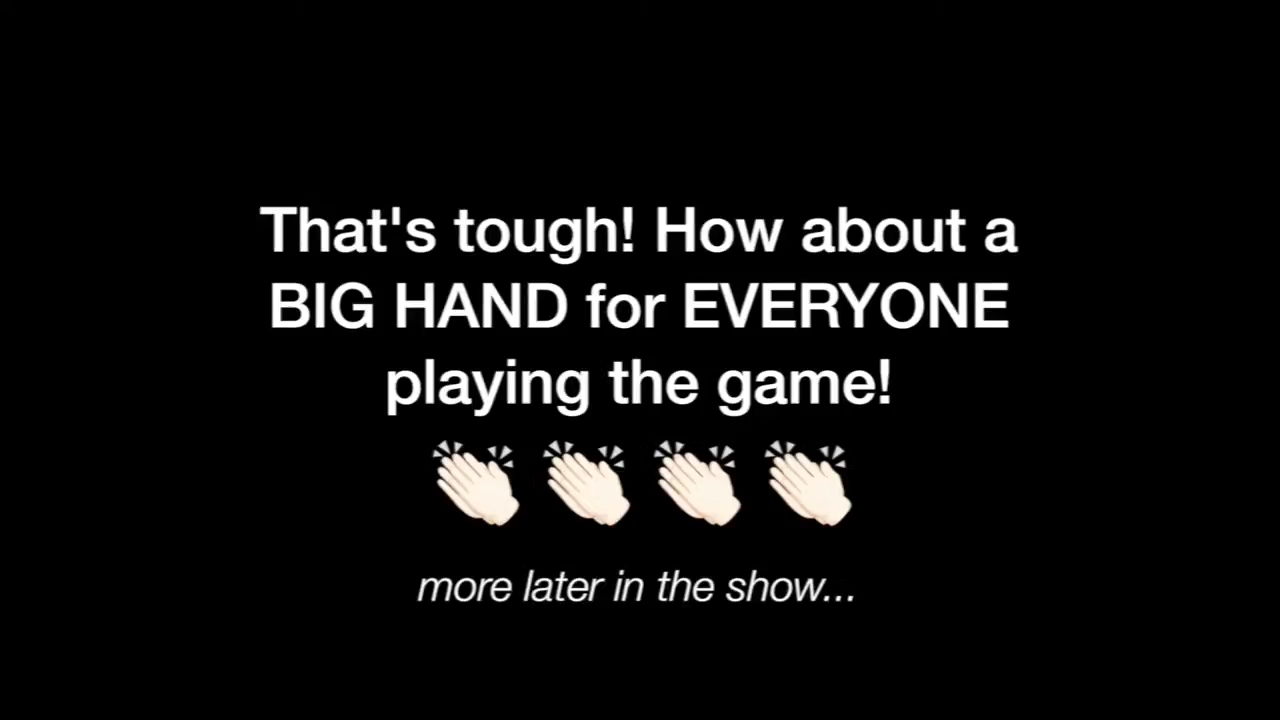 That's tough! How about a
BIG HAND for EVERYONE
playing the game!
👏🏻 👏🏻 👏🏻 👏🏻
more later in the show...